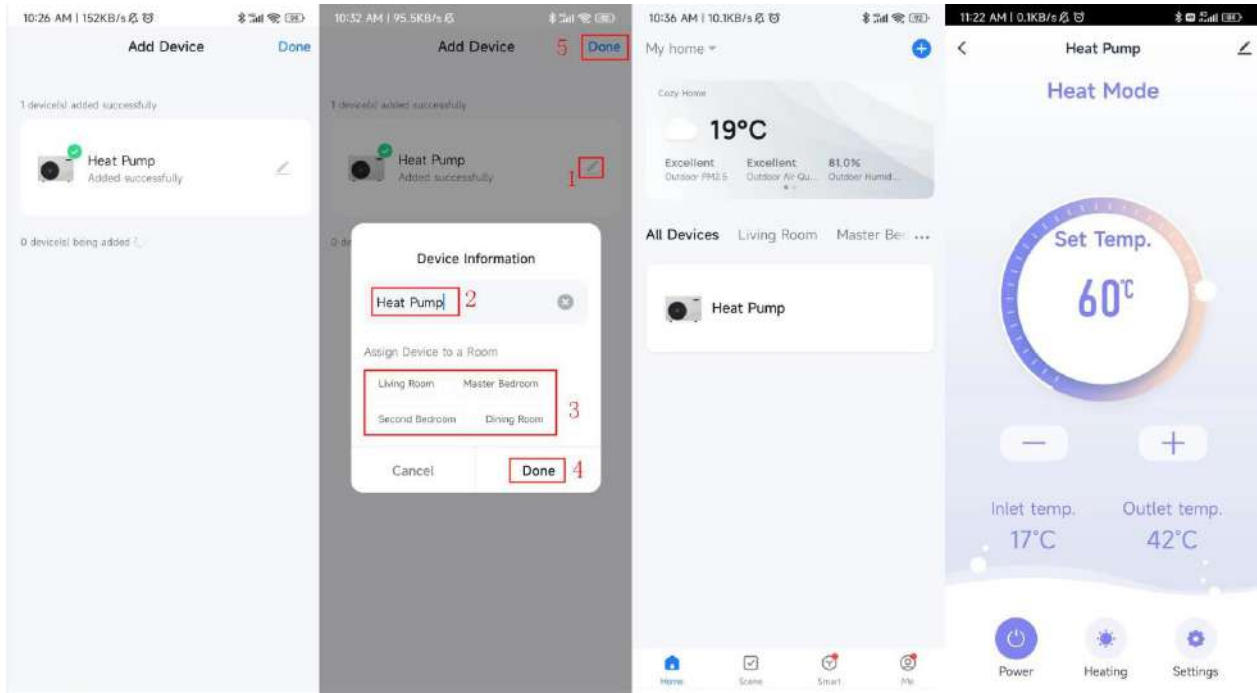 10:26 AM | 152KB/s
Add Device
Done
1 device(s) added successfully
Heat Pump
Added successfully
0 device(s) being added
10:32 AM | 95.5KB/s
Add Device
5
Done
1 device(s) added successfully
Heat Pump
Added successfully
1
0 de
Device Information
Heat Pump
2
Assign Device to a Room
Living Room
Master Bedroom
Second Bedroom
Dining Room
3
Cancel
Done
4
10:36 AM | 10.1KB/s
My home
Cozy Home
19°C
Excellent
Excellent
81.0%
Outdoor PM2.5
Outdoor Air Qu...
Outdoor Humid...
All Devices
Living Room
Master Be
...
Heat Pump
Home
Scene
Smart
Me
11:22 AM | 0.1KB/s
Heat Pump
Heat Mode
Set Temp.
60°C
Inlet temp.
Outlet temp.
17°C
42°C
Power
Heating
Settings